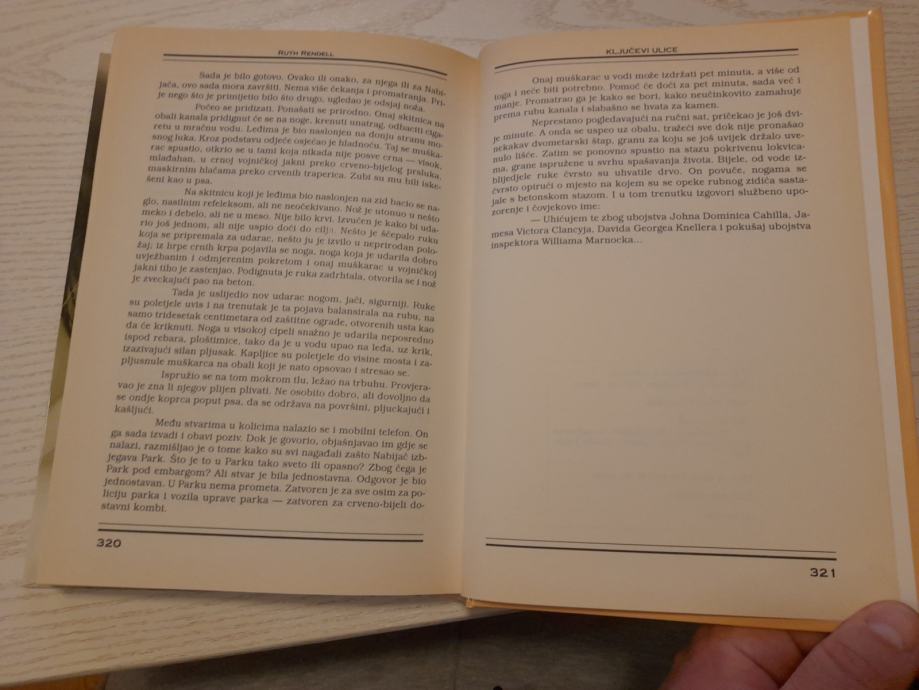 RUTH RENDELL
Sada je bilo gotovo. Ovako ili onako, za njega ili za Nabi-
jača, ovo sada mora završiti. Nema više čekanja i promatranja. Pri-
je nego što je primijetio bilo što drugo, ugledao je odsjaj noža.
Počeo se pridizati. Ponašati se prirodno. Onaj skitnica na
obali kanala pridignut će se na noge, krenuti unatrag, odbaciti ciga-
retu u mračnu vodu. Leđima je bio naslonjen na donju stranu mo-
snog luka. Kroz podstavu odjeće osjećao je hladnoću. Taj se muška-
rac spustio, otkrio se u tami koja nikada nije posve crna — visok,
mladahan, u crnoj vojničkoj jakni preko crveno-bijelog prsluka,
maskirnim hlačama preko crvenih traperica. Zubi su mu bili iske-
šeni kao u psa.
Na skitnicu koji je leđima bio naslonjen na zid bacio se na-
glo, nasilnim refeleksom, ali ne neočekivano. Nož je utonuo u nešto
meko i debelo, ali ne u meso. Nije bilo krvi. Izvučen je kako bi uda-
rio još jednom, ali nije uspio doći do cilja. Nešto je ščepalo ruku
koja se pripremala za udarac, nešto ju je izvilo u neprirodan polo-
žaj; iz hrpe crnih krpa pojavila se noga, noga koja je udarila dobro
uvježbanim i odmjerenim pokretom i onaj muškarac u vojničkoj
jakni tiho je zastenjao. Podignuta je ruka zadrhtala, otvorila se i nož
je zveckajući pao na beton.
Tada je uslijedio nov udarac nogom, jači, sigurniji. Ruke
su poletjele uvis i na trenutak je ta pojava balansirala na rubu, na
samo tridesetak centimetara od zaštitne ograde, otvorenih usta kao
da će kriknuti. Noga u visokoj cipeli snažno je udarila neposredno
ispod rebara, ploštimice, tako da je u vodu upao na leđa, uz krik,
izazivajući silan pljusak. Kapljice su poletjele do visine mosta i za-
pljusnule muškarca na obali koji je na to opsovao i stresao se.
Ispružio se na tom mokrom tlu, ležao na trbuhu. Provjera-
vao je zna li njegov plijen plivati. Ne osobito dobro, ali dovoljno da
se ondje koprca poput psa, da se održava na površini, pljuckajući i
kašljući.
Među stvarima u kolicima nalazio se i mobilni telefon. On
ga sada izvadi i obavi poziv. Dok je govorio, objašnjavao im gdje se
nalazi, razmišljao je o tome kako su svi nagađali zašto Nabijač izb-
jegava Park. Što je to u Parku tako sveto ili opasno? Zbog čega je
Park pod embargom? Ali stvar je bila jednostavna. Odgovor je bio
jednostavan. U Parku nema prometa. Zatvoren je za sve osim za po-
liciju parka i vozila uprave parka — zatvoren za crveno-bijeli do-
stavni kombi.
320
KLJUČEVI ULICE
Onaj muškarac u vodi može izdržati pet minuta, a više od
toga i neće biti potrebno. Pomoć će doći za pet minuta, sada već i
manje. Promatrao ga je kako se bori, kako neučinkovito zamahuje
prema rubu kanala i slabašno se hvata za kamen.
Neprestano pogledavajući na ručni sat, pričekao je još dvi-
je minute. A onda se uspeo uz obalu, tražeći sve dok nije pronašao
nekakav dvometarski štap, granu za koju se još uvijek držalo uve-
nulo lišće. Zatim se ponovno spustio na stazu pokrivenu lokvica-
ma, grane ispružene u svrhu spašavanja života. Bijele, od vode iz-
blijedjele ruke čvrsto su uhvatile drvo. On povuče, nogama se
čvrsto opirući o mjesto na kojem su se opeke rubnog zidića sasta-
jale s betonskom stazom. I u tom trenutku izgovori službeno upo-
zorenje i čovjekovo ime:
— Uhićujem te zbog ubojstva Johna Dominica Cahilla, Ja-
mesa Victora Clancyja, Davida Georgea Knellera i pokušaj ubojstva
inspektora Williama Marnocka...
321